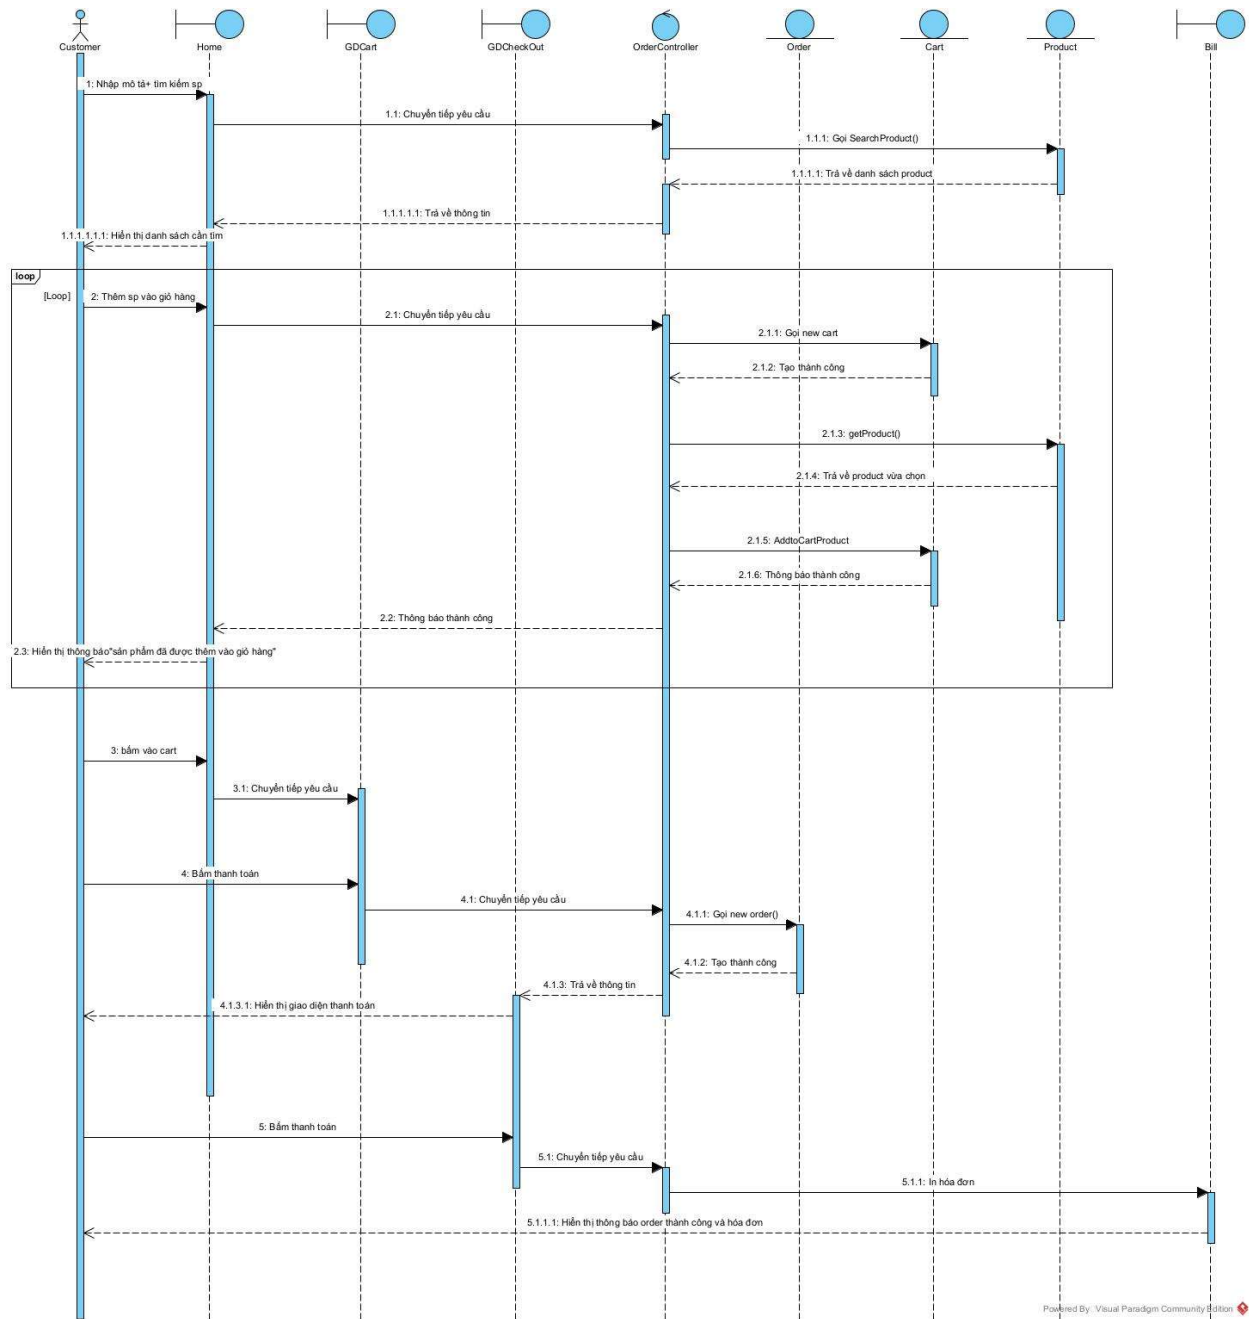 Customer
Home
GDCart
GDCheckOut
OrderController
Order
Cart
Product
Bill
1: Nhập mô tả+ tìm kiếm sp
1.1: Chuyển tiếp yêu cầu
1.1.1: Gọi SearchProduct()
1.1.1.1: Trả về danh sách product
1.1.1.1.1: Trả về thông tin
1.1.1.1.1.1: Hiển thị danh sách cần tìm
loop
[Loop]
2: Thêm sp vào giỏ hàng
2.1: Chuyển tiếp yêu cầu
2.1.1: Gọi new cart
2.1.2: Tạo thành công
2.1.3: getProduct()
2.1.4: Trả về product vừa chọn
2.1.5: AddtoCartProduct
2.1.6: Thông báo thành công
2.2: Thông báo thành công
2.3: Hiển thị thông báo"sản phẩm đã được thêm vào giỏ hàng"
3: bấm vào cart
3.1: Chuyển tiếp yêu cầu
4: Bấm thanh toán
4.1: Chuyển tiếp yêu cầu
4.1.1: Gọi new order()
4.1.2: Tạo thành công
4.1.3: Trả về thông tin
4.1.3.1: Hiển thị giao diện thanh toán
5: Bấm thanh toán
5.1: Chuyển tiếp yêu cầu
5.1.1: In hóa đơn
5.1.1.1: Hiển thị thông báo order thành công và hóa đơn
Powered By Visual Paradigm Community Edition